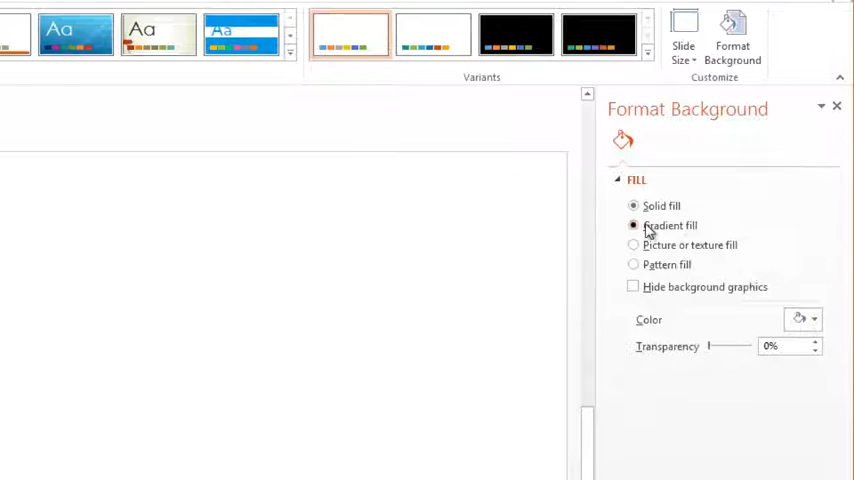 Aa
Aa
Aa
Slide
Size
Format
Background
Variants
Customize
Format Background
FILL
Solid fill
Gradient fill
Picture or texture fill
Pattern fill
Hide background graphics
Color
Transparency
0%